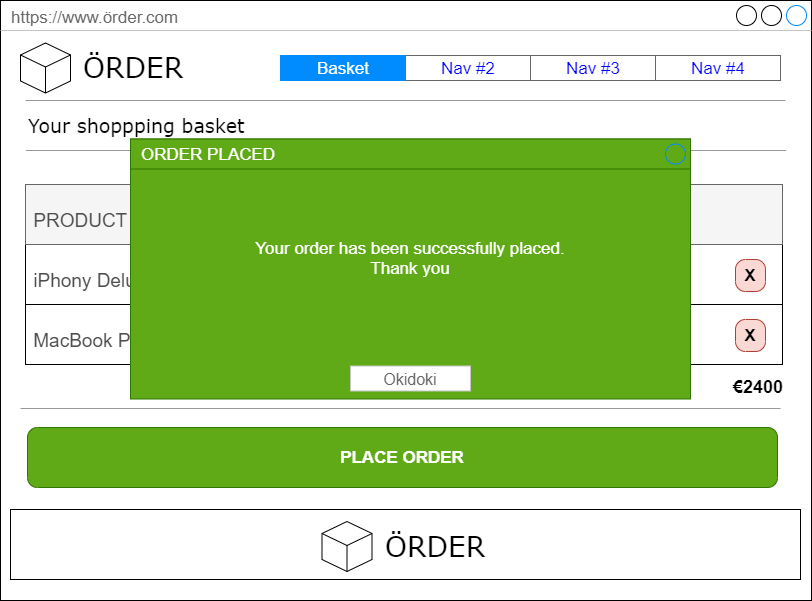 https://www.örder.com
ÖRDER
Basket Nav #2 Nav #3 Nav #4
Your shoppping basket
ORDER PLACED
PRODUCT
Your order has been successfully placed.
Thank you
iPhony Delu
X
MacBook P
X
Okidoki
€2400
PLACE ORDER
ÖRDER